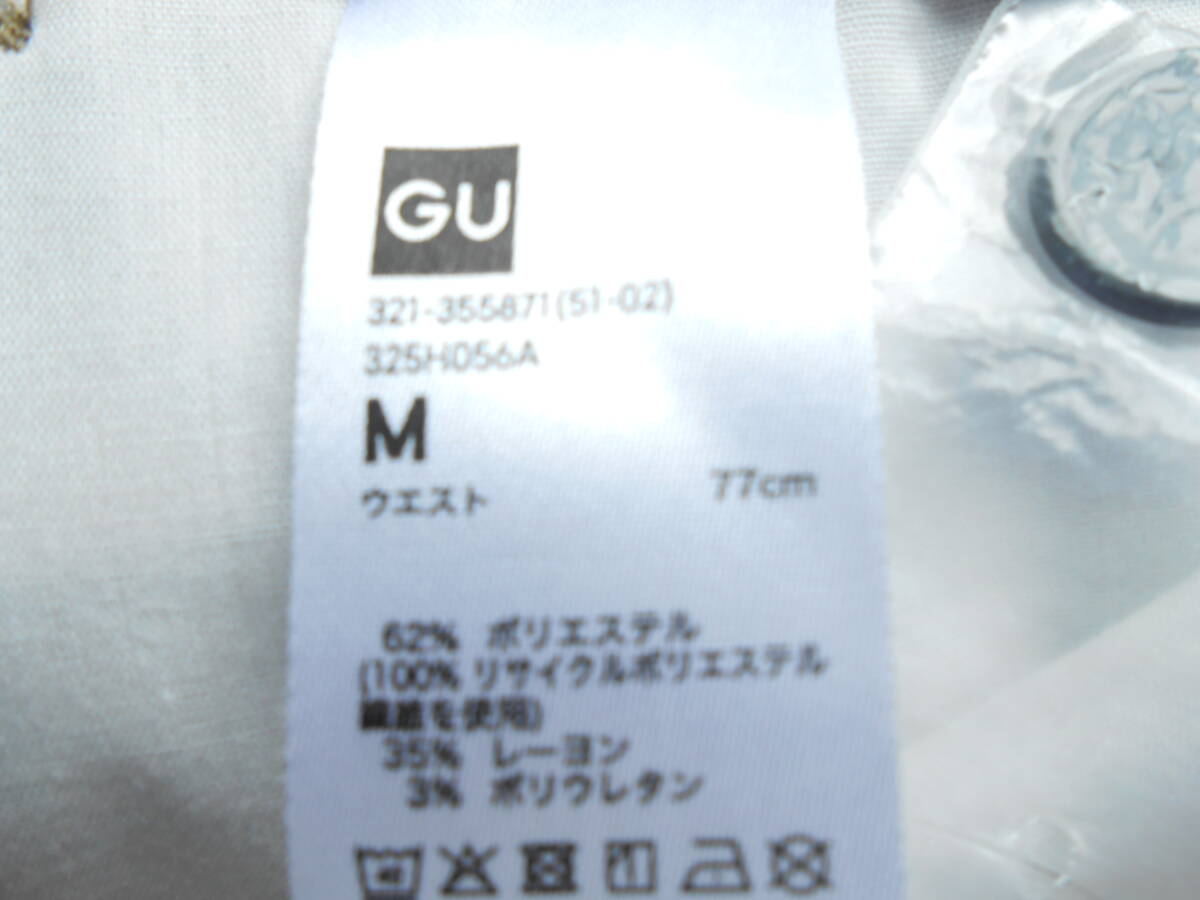 GU
321-355871(51-02)
325H056A
M
ウエスト 77cm
62% ポリエステル
(100% リサイクルポリエステル
繊維を使用)
35% レーヨン
3% ポリウレタン